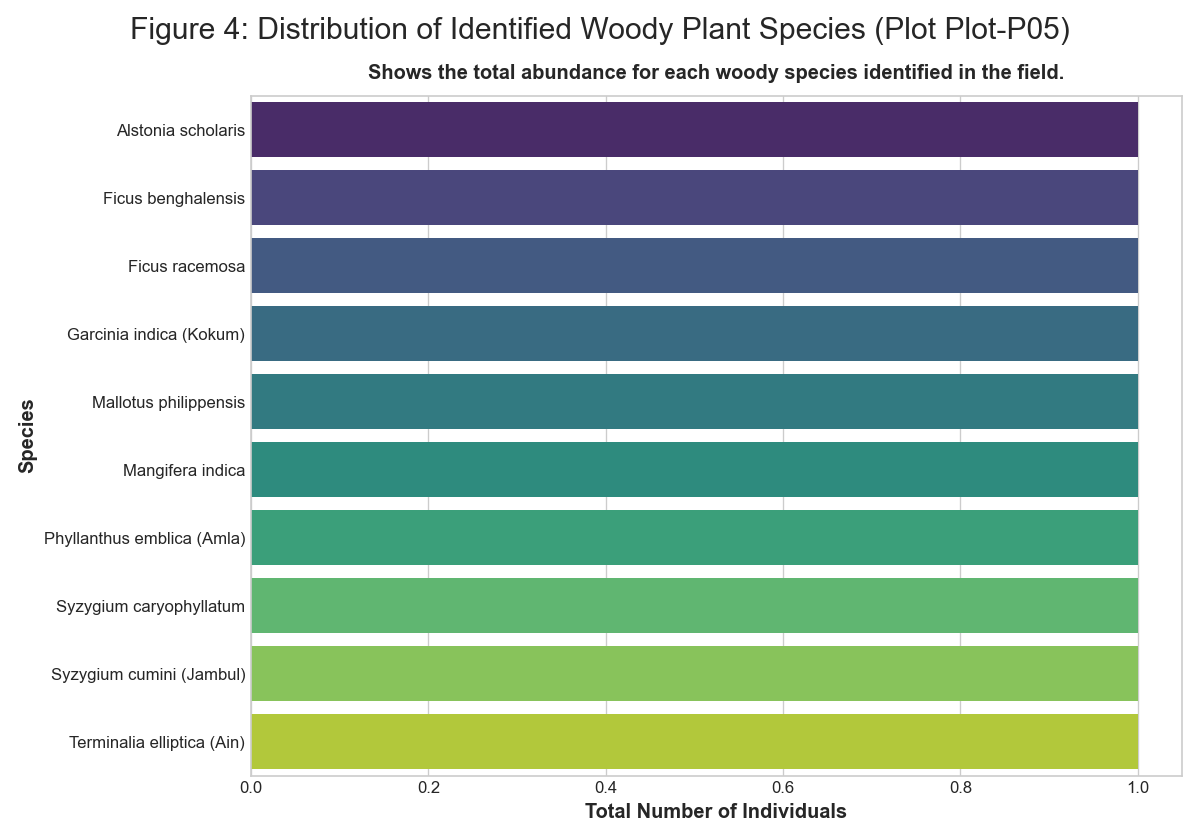 Figure 4: Distribution of Identified Woody Plant Species (Plot Plot-P05)
Shows the total abundance for each woody species identified in the field.
Species
Alstonia scholaris
Ficus benghalensis
Ficus racemosa
Garcinia indica (Kokum)
Mallotus philippensis
Mangifera indica
Phyllanthus emblica (Amla)
Syzygium caryophyllatum
Syzygium cumini (Jambul)
Terminalia elliptica (Ain)
0.0 0.2 0.4 0.6 0.8 1.0
Total Number of Individuals